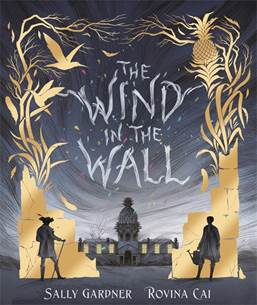 THE
WIND
IN THE
WALL
SALLY GARDNER ROVINA CAI